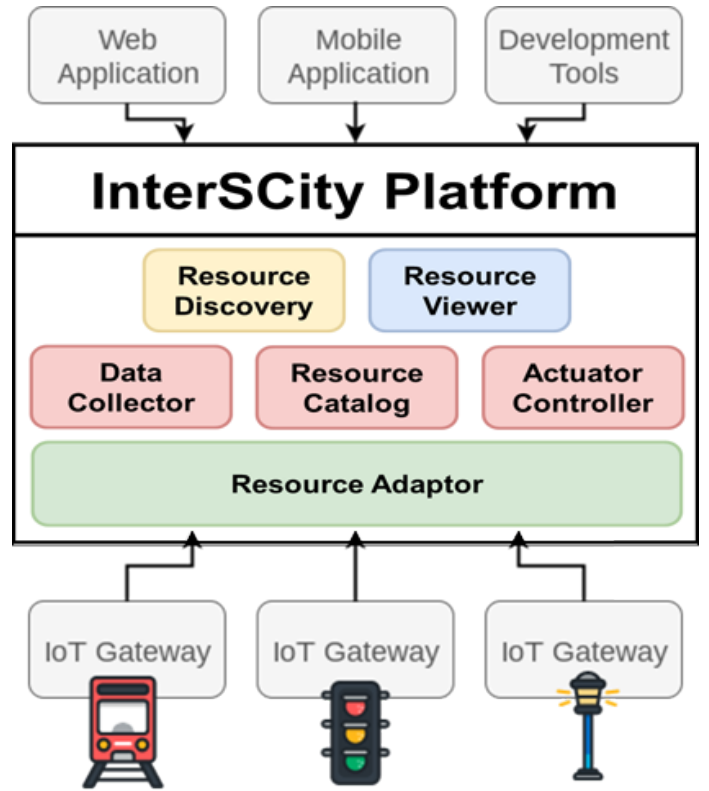 Web
Application
Mobile
Application
Development
Tools
InterSCity Platform
Resource
Discovery
Resource
Viewer
Data
Collector
Resource
Catalog
Actuator
Controller
Resource Adaptor
IoT Gateway
IoT Gateway
IoT Gateway